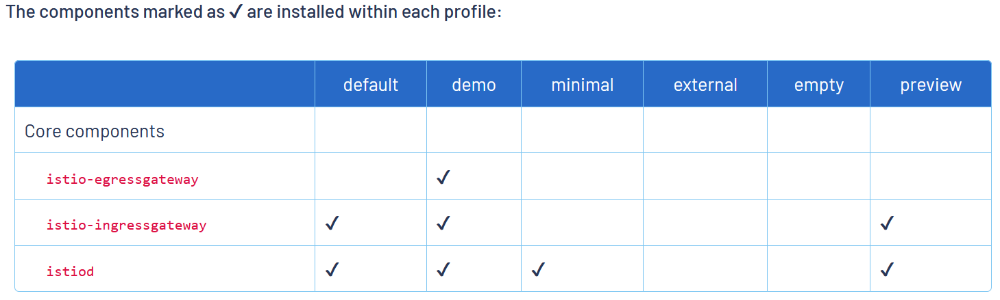 The components marked as ✓ are installed within each profile:
default demo minimal external empty preview
Core components
istio-egressgateway ✓
istio-ingressgateway ✓ ✓ ✓
istiod ✓ ✓ ✓ ✓